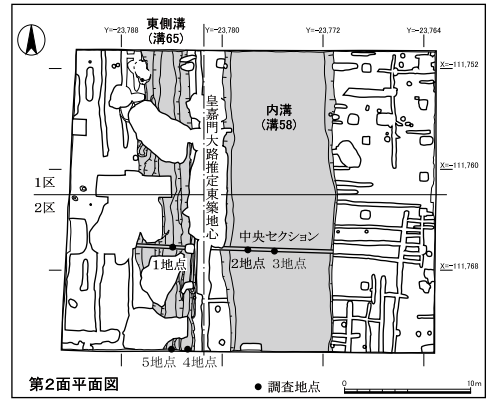 Y=-23,788
Y=-23,780
Y=-23,772
Y=-23,764
東側溝
(溝65)
X=-111,752
内溝
(溝58)
皇嘉門大路推定東築地心
X=-111,760
1区
2区
中央セクション
1地点
2地点
3地点
X=-111,768
5地点
4地点
第2面平面図
● 調査地点
0
10m